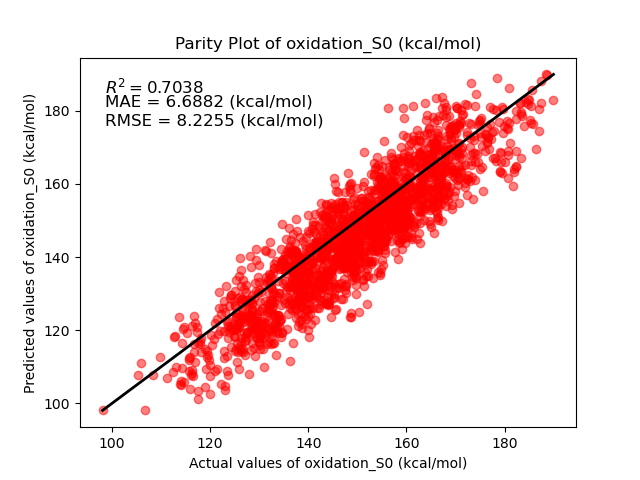 Parity Plot of oxidation_S0 (kcal/mol)
R² = 0.7038
MAE = 6.6882 (kcal/mol)
RMSE = 8.2255 (kcal/mol)
Predicted values of oxidation_S0 (kcal/mol)
180
160
140
120
100
100 120 140 160 180
Actual values of oxidation_S0 (kcal/mol)